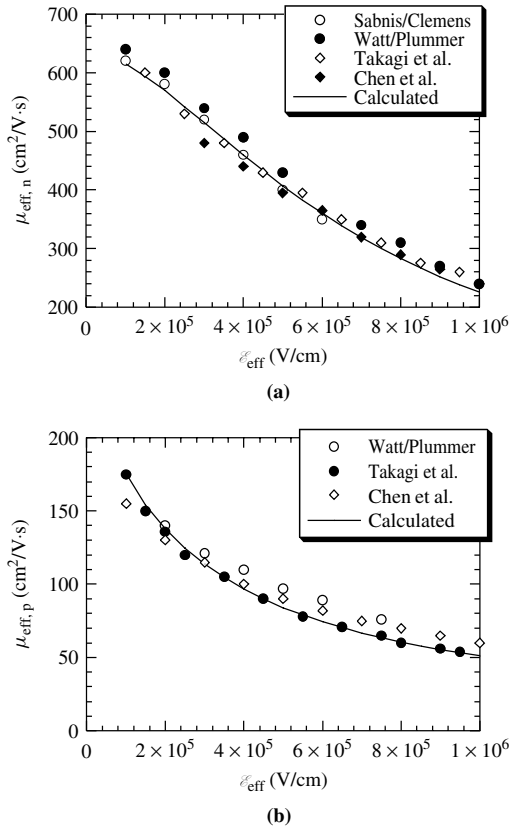 700
600
500
400
300
200
μeff, n (cm²/V·s)
Sabnis/Clemens
Watt/Plummer
Takagi et al.
Chen et al.
Calculated
0
2 × 10⁵
4 × 10⁵
6 × 10⁵
8 × 10⁵
1 × 10⁶
ℰeff (V/cm)
(a)
200
150
100
50
0
μeff, p (cm²/V·s)
Watt/Plummer
Takagi et al.
Chen et al.
Calculated
0
2 × 10⁵
4 × 10⁵
6 × 10⁵
8 × 10⁵
1 × 10⁶
ℰeff (V/cm)
(b)